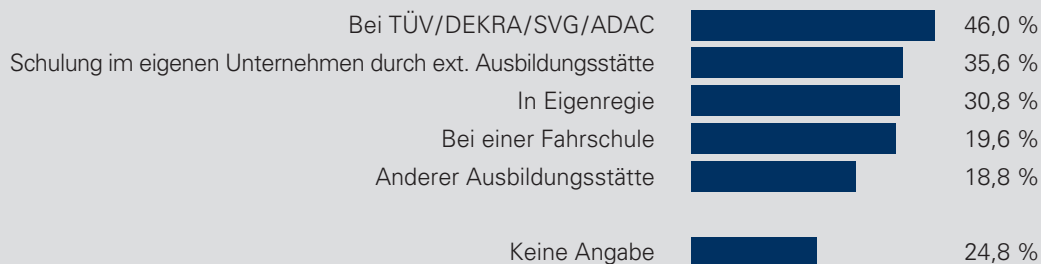 Bei TÜV/DEKRA/SVG/ADAC 46,0 %
Schulung im eigenen Unternehmen durch ext. Ausbildungsstätte 35,6 %
In Eigenregie 30,8 %
Bei einer Fahrschule 19,6 %
Anderer Ausbildungsstätte 18,8 %
Keine Angabe 24,8 %